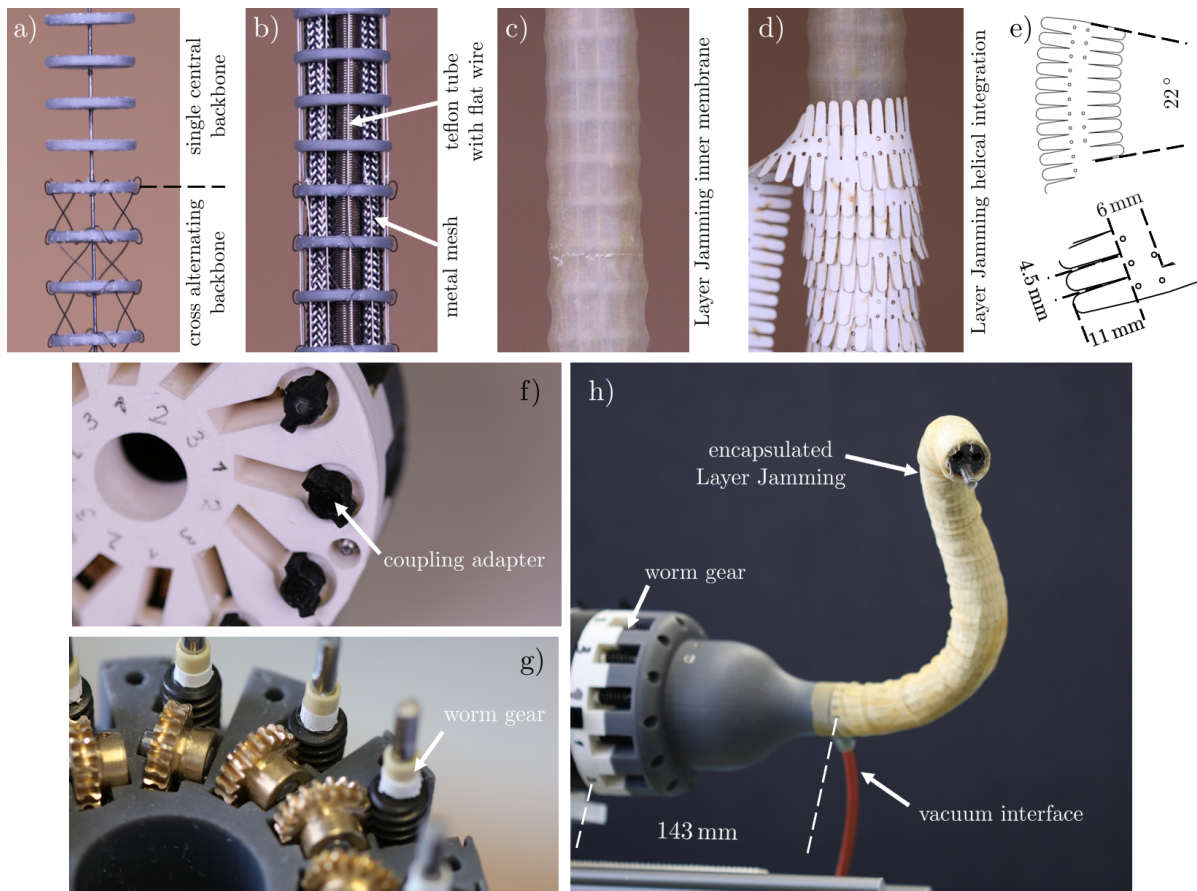 a)
single central
backbone
cross alternating
backbone
b)
teflon tube
with flat wire
metal mesh
c)
Layer Jamming inner membrane
d)
Layer Jamming helical integration
e)
22°
6 mm
4.5 mm
11 mm
f)
coupling adapter
g)
worm gear
h)
encapsulated
Layer Jamming
worm gear
vacuum interface
143 mm